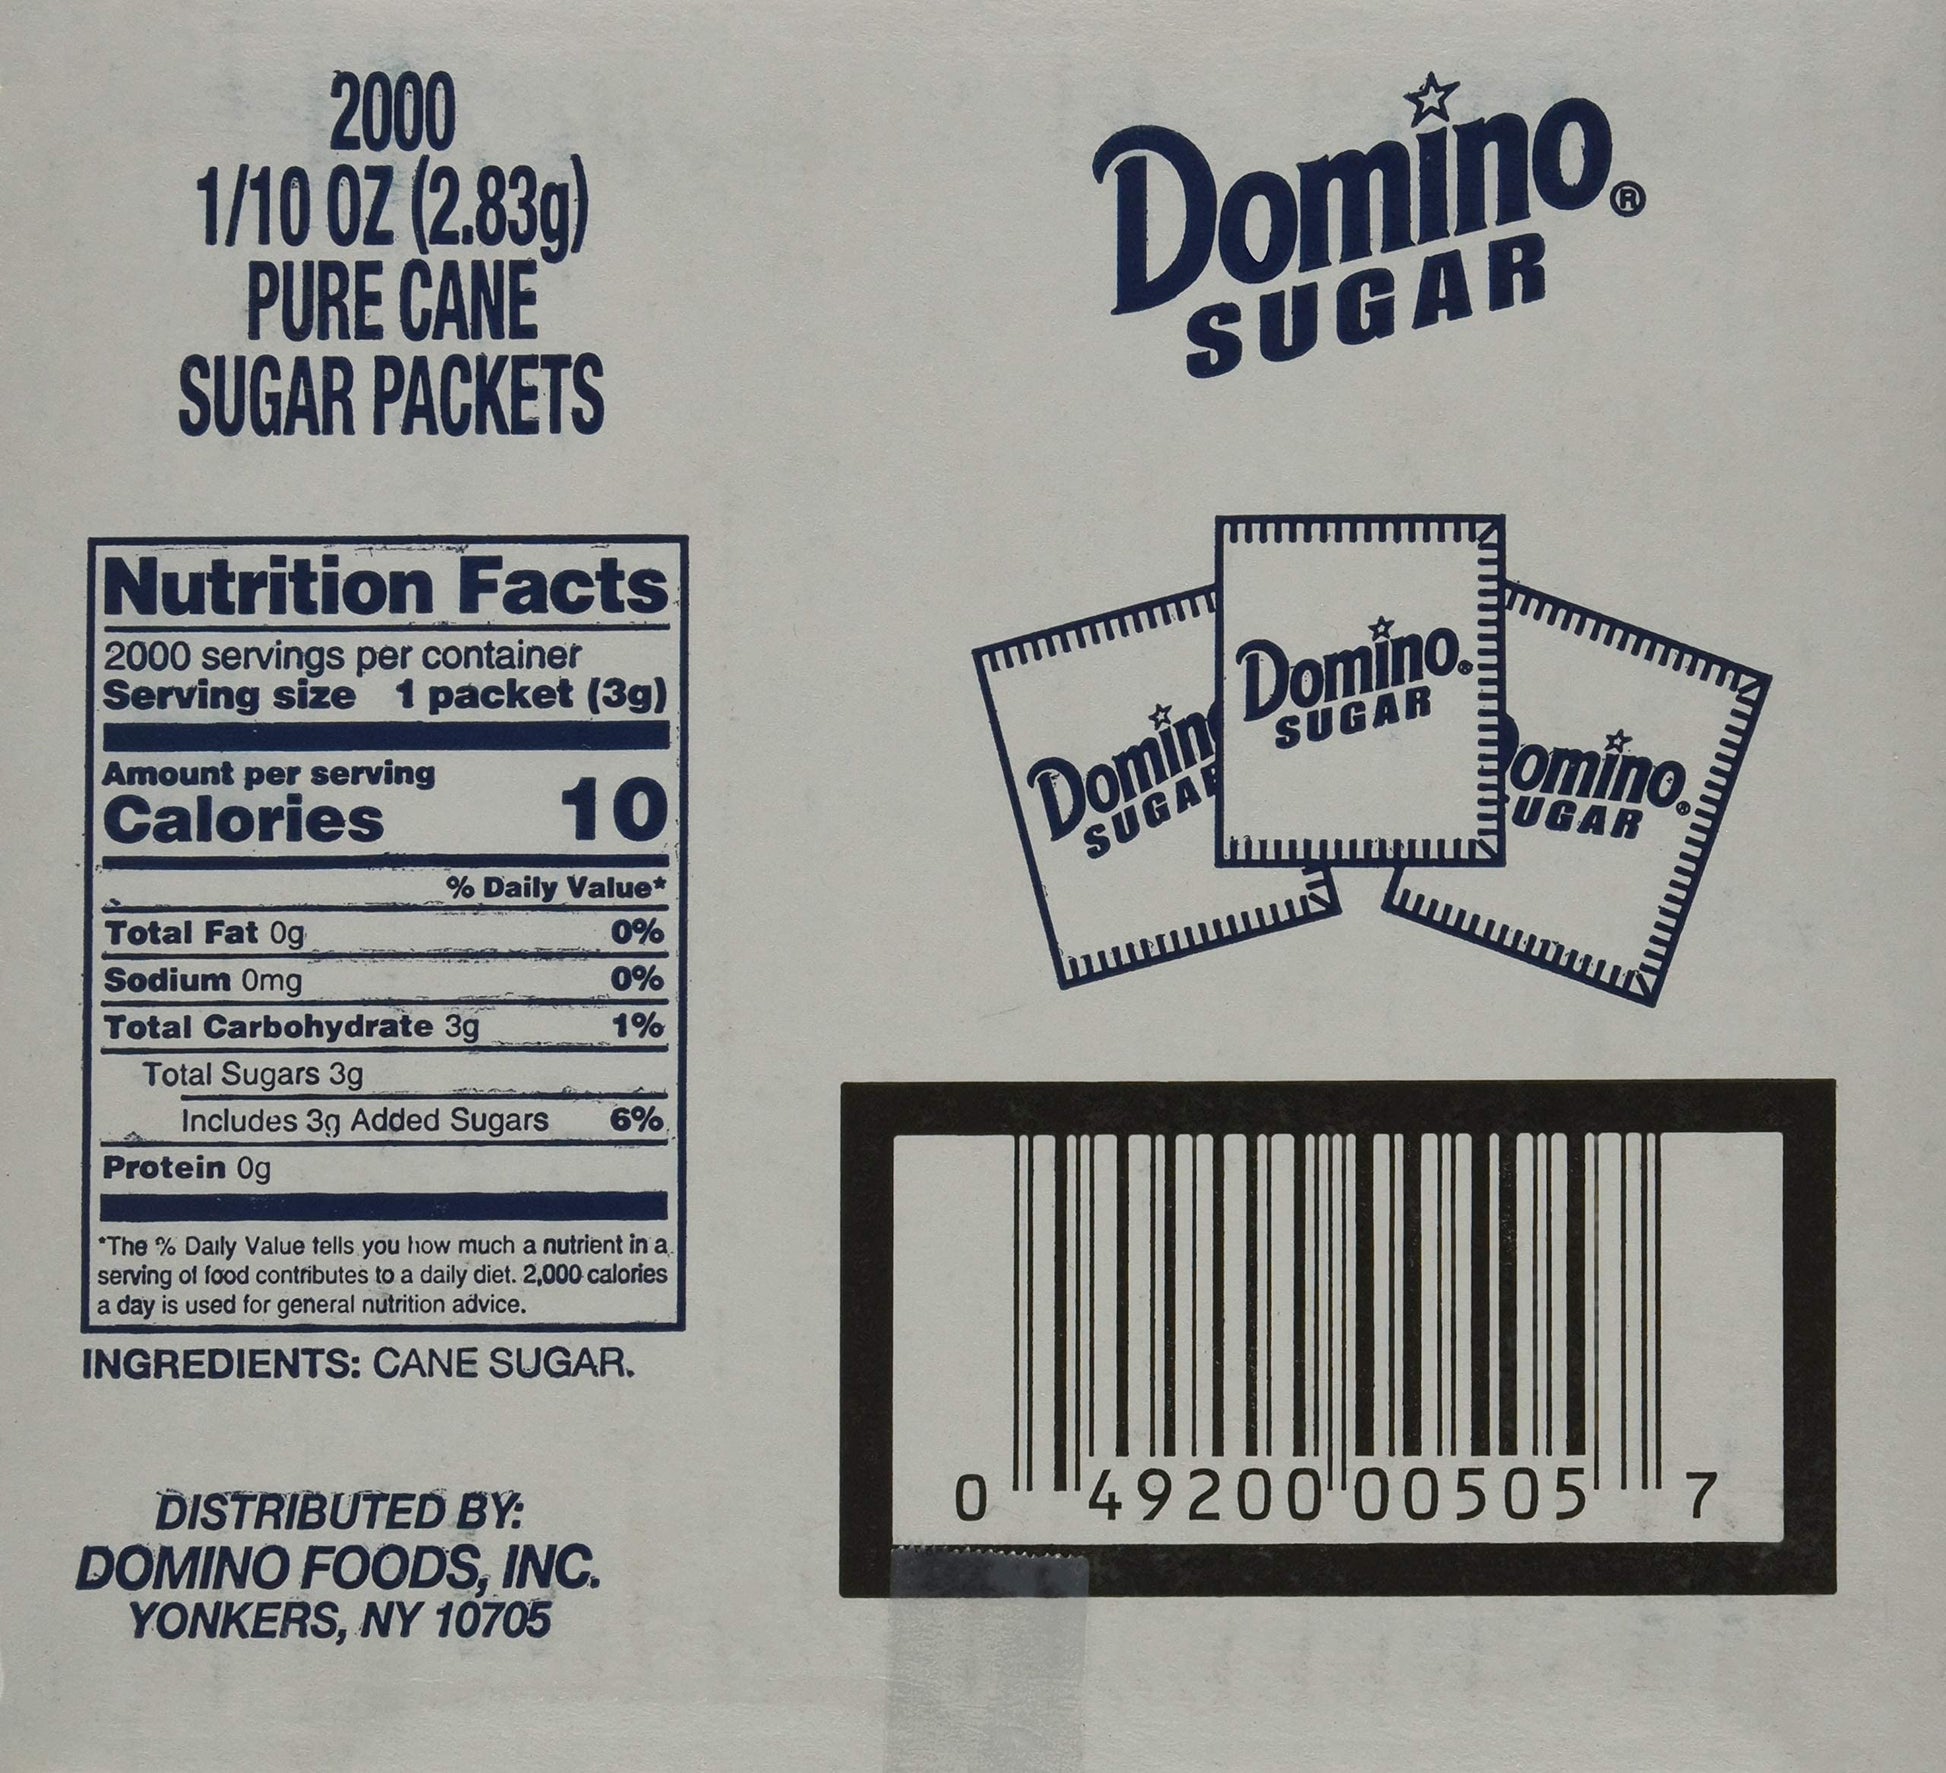 2000
1/10 OZ (2.83g)
PURE CANE
SUGAR PACKETS
Nutrition Facts
2000 servings per container
Serving size 1 packet (3g)
Amount per serving
Calories 10
% Daily Value*
Total Fat 0g 0%
Sodium 0mg 0%
Total Carbohydrate 3g 1%
Total Sugars 3g
Includes 3g Added Sugars 6%
Protein 0g
*The % Daily Value tells you how much a nutrient in a
serving of food contributes to a daily diet. 2,000 calories
a day is used for general nutrition advice.
INGREDIENTS: CANE SUGAR.
DISTRIBUTED BY:
DOMINO FOODS, INC.
YONKERS, NY 10705
Domino®
SUGAR
Domin
SUGAR
Domino®
SUGAR
Domino®
UGAR
0 49200 00505 7